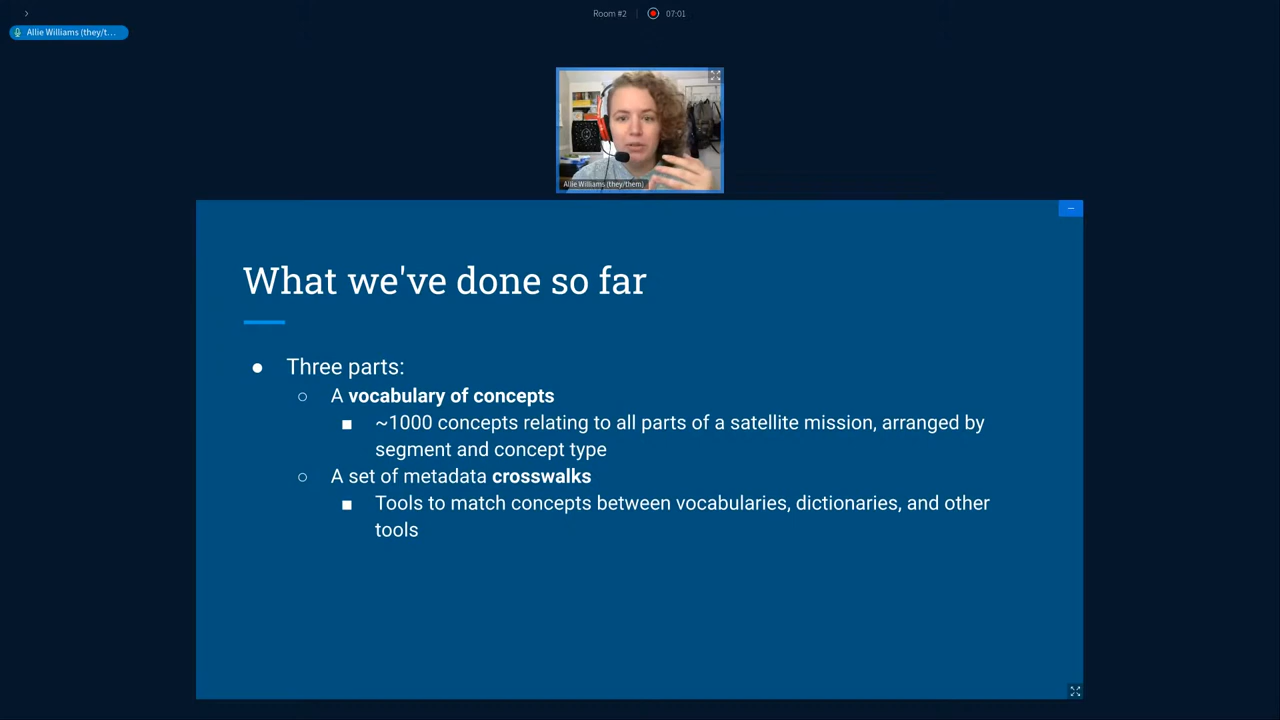 Room #2
07:01
Allie Williams (they/t...
Allie Williams (they/them)
What we've done so far
● Three parts:
○ A vocabulary of concepts
■ ~1000 concepts relating to all parts of a satellite mission, arranged by
segment and concept type
○ A set of metadata crosswalks
■ Tools to match concepts between vocabularies, dictionaries, and other
tools